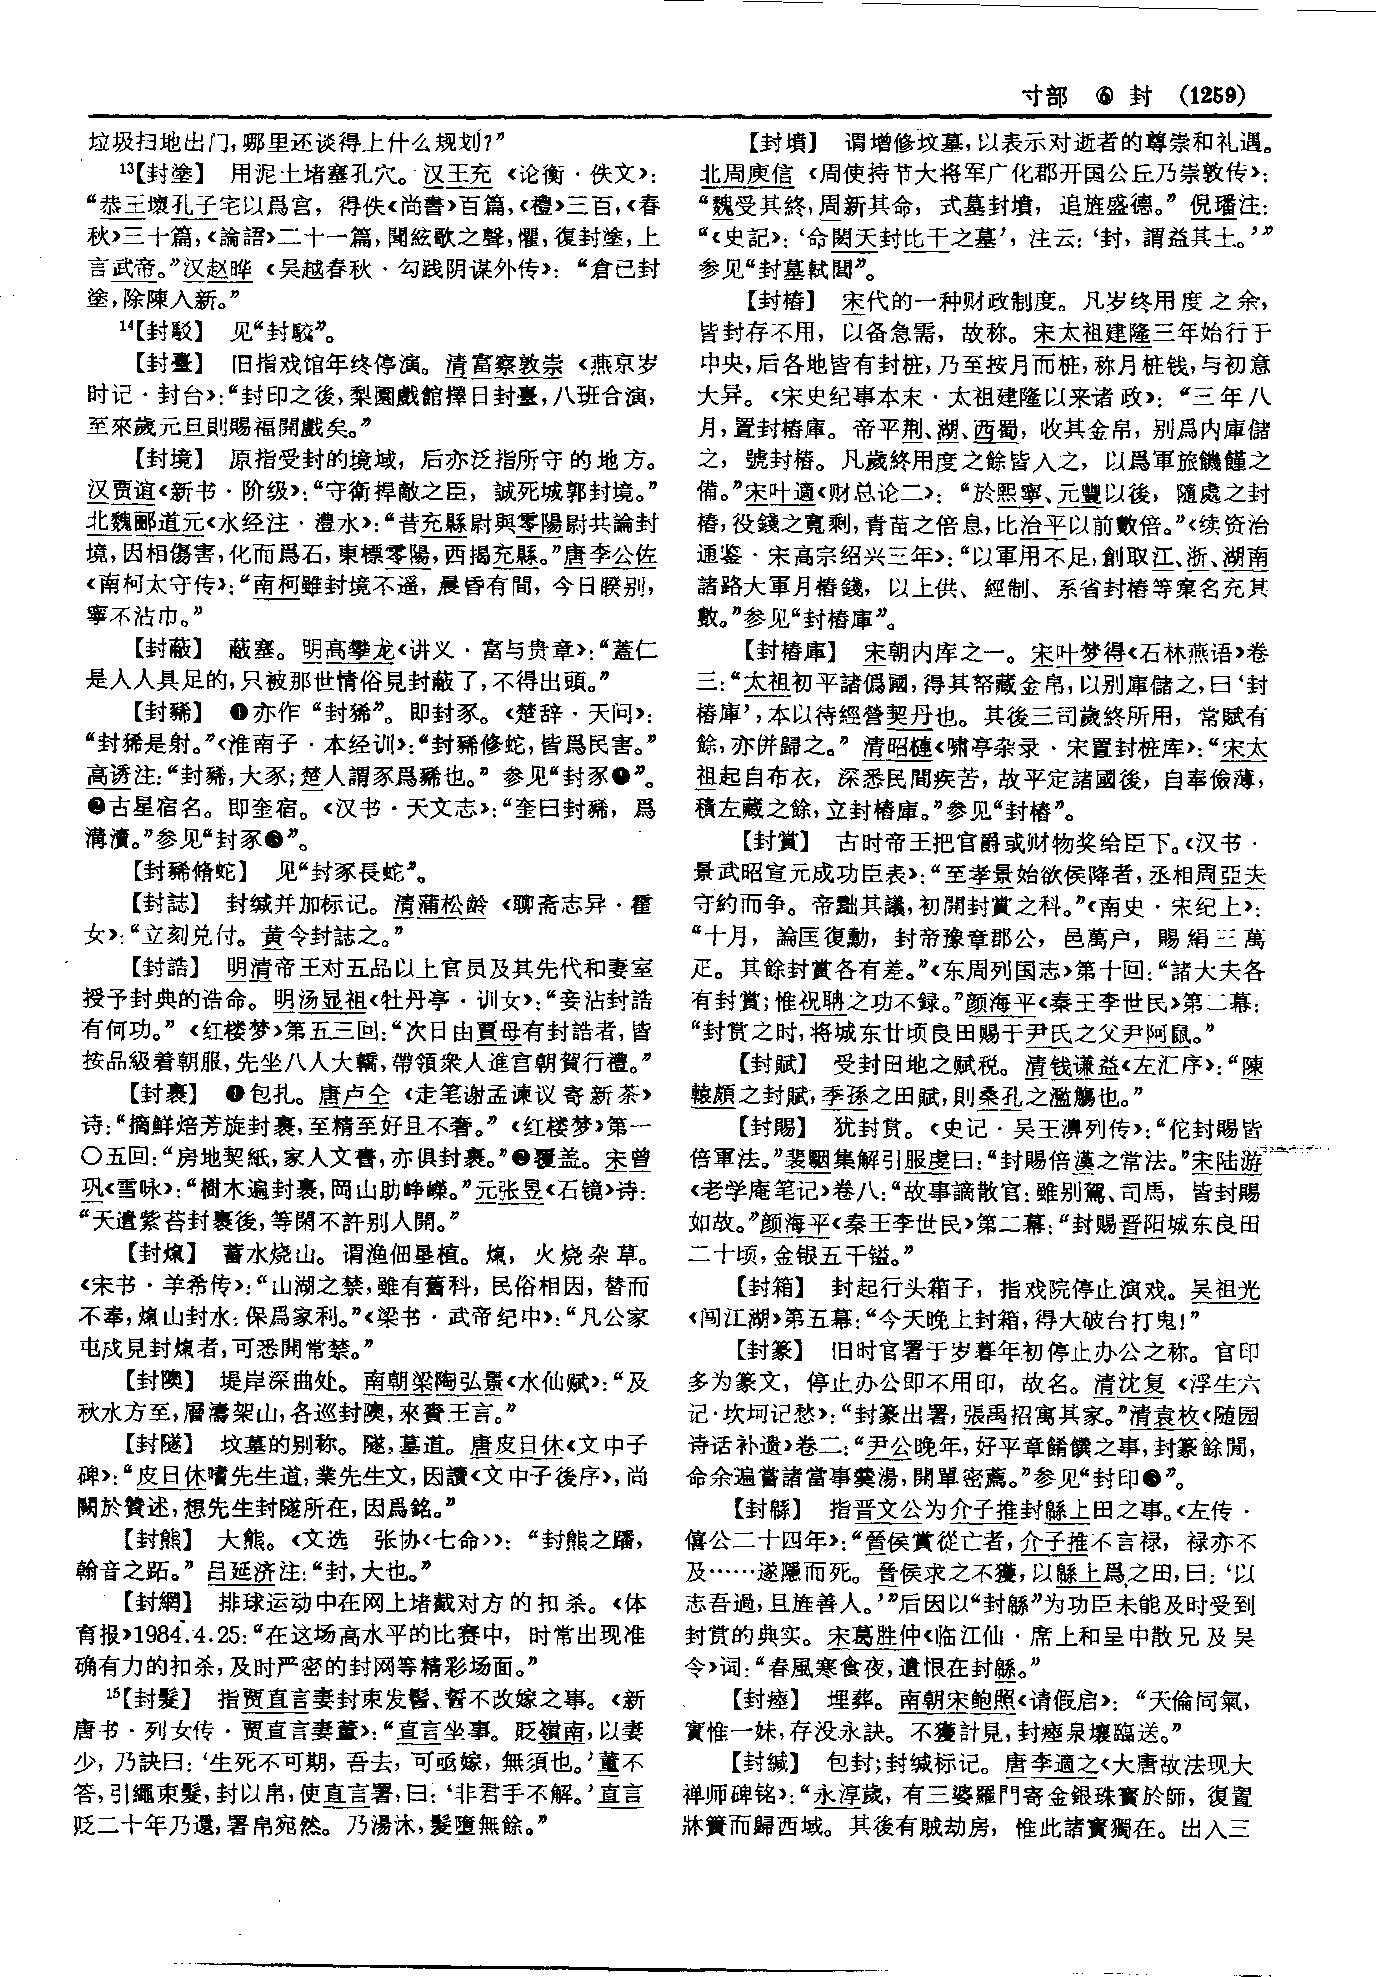 寸部 ⑥ 封 (1259)
垃圾扫地出门，哪里还谈得上什么规划？”
¹³【封塗】 用泥土堵塞孔穴。汉王充《论衡·佚文》：
“恭王壞孔子宅以爲宫，得佚《尚書》百篇，《禮》三百，《春
秋》三十篇，《論語》二十一篇，聞絃歌之聲，懼，復封塗，上
言武帝。”汉赵晔《吴越春秋·勾践阴谋外传》：“倉已封
塗，除陳入新。”
¹⁴【封駁】 见“封駮”。
【封臺】 旧指戏馆年终停演。清富察敦崇《燕京岁
时记·封台》：“封印之後，梨園戲館擇日封臺，八班合演，
至來歲元旦則賜福開戲矣。”
【封境】 原指受封的境域，后亦泛指所守的地方。
汉贾谊《新书·阶级》：“守衛捍敵之臣，誠死城郭封境。”
北魏郦道元《水经注·澧水》：“昔充縣尉與零陽尉共論封
境，因相傷害，化而爲石，東標零陽，西揭充縣。”唐李公佐
《南柯太守传》：“南柯雖封境不遥，晨昏有間，今日睽别，
寧不沾巾。”
【封蔽】 蔽塞。明高攀龙《讲义·富与贵章》：“蓋仁
是人人具足的，只被那世情俗見封蔽了，不得出頭。”
【封豨】 ❶亦作“封狶”。即封豕。《楚辞·天问》：
“封狶是射。”《淮南子·本经训》：“封豨修蛇，皆爲民害。”
高诱注：“封豨，大豕；楚人謂豕爲豨也。”参见“封豕❶”。
❷古星宿名。即奎宿。《汉书·天文志》：“奎曰封豨，爲
溝瀆。”参见“封豕❸”。
【封豨脩蛇】 见“封豕長蛇”。
【封誌】 封缄并加标记。清蒲松龄《聊斋志异·霍
女》：“立刻兑付。黄令封誌之。”
【封誥】 明清帝王对五品以上官员及其先代和妻室
授予封典的诰命。明汤显祖《牡丹亭·训女》：“妾沾封誥
有何功。”《红楼梦》第五三回：“次日由賈母有封誥者，皆
按品級着朝服，先坐八人大轎，帶領衆人進宫朝賀行禮。”
【封裹】 ❶包扎。唐卢仝《走笔谢孟谏议寄新茶》
诗：“摘鮮焙芳旋封裹，至精至好且不奢。”《红楼梦》第一
〇五回：“房地契紙，家人文書，亦俱封裹。”❷覆盖。宋曾
巩《雪咏》：“樹木遍封裹，岡山助崢嶸。”元张昱《石镜》诗：
“天遣紫苔封裹後，等閑不許别人開。”
【封㷊】 蓄水烧山。谓渔佃垦植。㷊，火烧杂草。
《宋书·羊希传》：“山湖之禁，雖有舊科，民俗相因，替而
不奉，㷊山封水，保爲家利。”《梁书·武帝纪中》：“凡公家
屯戍見封㷊者，可悉開常禁。”
【封隩】 堤岸深曲处。南朝梁陶弘景《水仙赋》：“及
秋水方至，層濤架山，各巡封隩，來賫王言。”
【封隧】 坟墓的别称。隧，墓道。唐皮日休《文中子
碑》：“皮日休嗜先生道，業先生文，因讀《文中子後序》，尚
闕於贊述，想先生封隧所在，因爲銘。”
【封熊】 大熊。《文选 张协〈七命〉》：“封熊之蹯，
翰音之跖。”吕延济注：“封，大也。”
【封網】 排球运动中在网上堵截对方的扣杀。《体
育报》1984.4.25：“在这场高水平的比赛中，时常出现准
确有力的扣杀，及时严密的封网等精彩场面。”
¹⁵【封髮】 指贾直言妻封束发髻、誓不改嫁之事。《新
唐书·列女传·贾直言妻董》：“直言坐事。貶嶺南，以妻
少，乃訣曰：‘生死不可期，吾去，可亟嫁，無須也。’董不
答，引繩束髮，封以帛，使直言署，曰：‘非君手不解。’直言
貶二十年乃還，署帛宛然。乃湯沐，髮墮無餘。”
【封墳】 谓增修坟墓，以表示对逝者的尊崇和礼遇。
北周庾信《周使持节大将军广化郡开国公丘乃崇敦传》：
“魏受其終，周新其命，式墓封墳，追旌盛德。”倪璠注：
“《史記》：‘命閎夭封比干之墓’，注云：‘封，謂益其土。’”
参见“封墓軾閭”。
【封樁】 宋代的一种财政制度。凡岁终用度之余，
皆封存不用，以备急需，故称。宋太祖建隆三年始行于
中央，后各地皆有封桩，乃至按月而桩，称月桩钱，与初意
大异。《宋史纪事本末·太祖建隆以来诸政》：“三年八
月，置封樁庫。帝平荆、湖、西蜀，收其金帛，别爲内庫儲
之，號封樁。凡歲終用度之餘皆入之，以爲軍旅饑饉之
備。”宋叶適《财总论二》：“於熙寧、元豐以後，隨處之封
樁，役錢之寬剩，青苗之倍息，比治平以前數倍。”《续资治
通鉴·宋高宗绍兴三年》：“以軍用不足，創取江、浙、湖南
諸路大軍月樁錢，以上供、經制、系省封樁等窠名充其
數。”参见“封樁庫”。
【封樁庫】 宋朝内库之一。宋叶梦得《石林燕语》卷
三：“太祖初平諸僞國，得其帑藏金帛，以别庫儲之，曰‘封
樁庫’，本以待經營契丹也。其後三司歲終所用，常賦有
餘，亦併歸之。”清昭槤《啸亭杂录·宋置封桩库》：“宋太
祖起自布衣，深悉民間疾苦，故平定諸國後，自奉儉薄，
積左藏之餘，立封樁庫。”参见“封樁”。
【封賞】 古时帝王把官爵或财物奖给臣下。《汉书·
景武昭宣元成功臣表》：“至孝景始欲侯降者，丞相周亞夫
守約而争。帝黜其議，初開封賞之科。”《南史·宋纪上》：
“十月，論匡復勳，封帝豫章郡公，邑萬户，賜絹三萬
疋。其餘封賞各有差。”《东周列国志》第十回：“諸大夫各
有封賞；惟祝聃之功不録。”颜海平《秦王李世民》第二幕：
“封赏之时，将城东廿顷良田赐于尹氏之父尹阿鼠。”
【封賦】 受封田地之赋税。清钱谦益《左汇序》：“陳
轅頗之封賦，季孫之田賦，則桑孔之濫觴也。”
【封賜】 犹封赏。《史记·吴王濞列传》：“佗封賜皆
倍軍法。”裴駰集解引服虔曰：“封賜倍漢之常法。”宋陆游
《老学庵笔记》卷八：“故事謫散官：雖别駕、司馬，皆封賜
如故。”颜海平《秦王李世民》第二幕：“封赐晋阳城东良田
二十顷，金银五千镒。”
【封箱】 封起行头箱子，指戏院停止演戏。吴祖光
《闯江湖》第五幕：“今天晚上封箱，得大破台打鬼！”
【封篆】 旧时官署于岁暮年初停止办公之称。官印
多为篆文，停止办公即不用印，故名。清沈复《浮生六
记·坎坷记愁》：“封篆出署，張禹招寓其家。”清袁枚《随园
诗话补遗》卷二：“尹公晚年，好平章餚饌之事，封篆餘閒，
命余遍嘗諸當事羹湯，開單密薦。”参见“封印❸”。
【封緜】 指晋文公为介子推封緜上田之事。《左传·
僖公二十四年》：“晉侯賞從亡者，介子推不言禄，禄亦不
及……遂隱而死。晉侯求之不獲，以緜上爲之田，曰：‘以
志吾過，且旌善人。’”后因以“封緜”为功臣未能及时受到
封赏的典实。宋葛胜仲《临江仙·席上和呈中散兄及吴
令》词：“春風寒食夜，遺恨在封緜。”
【封瘞】 埋葬。南朝宋鲍照《请假启》：“天倫同氣，
實惟一妹，存没永訣。不獲計見，封瘞泉壤臨送。”
【封緘】 包封；封缄标记。唐李適之《大唐故法现大
禅师碑铭》：“永淳歲，有三婆羅門寄金銀珠寶於師，復置
牀簀而歸西域。其後有賊劫房，惟此諸寶獨在。出入三